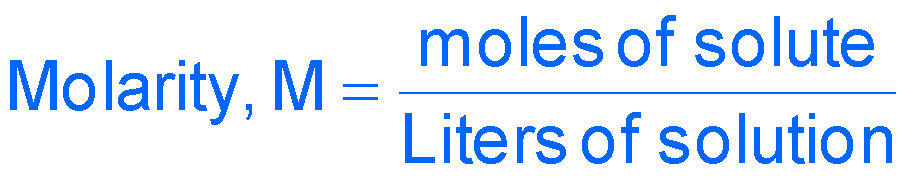 Molarity, M = moles of solute / Liters of solution